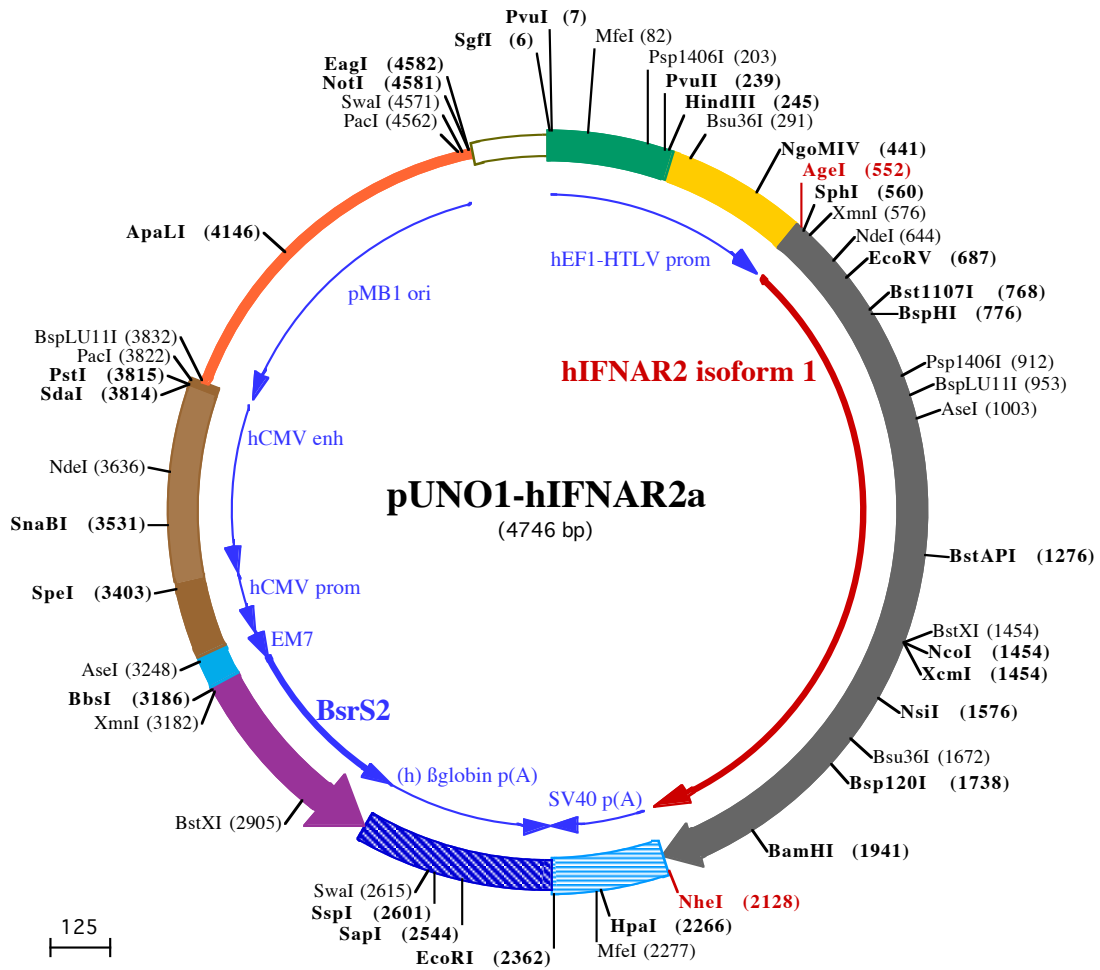 PvuI (7)
SgfI (6)
MfeI (82)
Psp1406I (203)
PvuII (239)
HindIII (245)
Bsu36I (291)
NgoMIV (441)
AgeI (552)
SphI (560)
XmnI (576)
NdeI (644)
EcoRV (687)
Bst1107I (768)
BspHI (776)
Psp1406I (912)
BspLU11I (953)
AseI (1003)
BstAPI (1276)
BstXI (1454)
NcoI (1454)
XcmI (1454)
NsiI (1576)
Bsu36I (1672)
Bsp120I (1738)
BamHI (1941)
NheI (2128)
HpaI (2266)
MfeI (2277)
EcoRI (2362)
SapI (2544)
SspI (2601)
SwaI (2615)
BstXI (2905)
XmnI (3182)
BbsI (3186)
AseI (3248)
SpeI (3403)
SnaBI (3531)
NdeI (3636)
SdaI (3814)
PstI (3815)
PacI (3822)
BspLU11I (3832)
ApaLI (4146)
PacI (4562)
SwaI (4571)
NotI (4581)
EagI (4582)
hEF1-HTLV prom
pMB1 ori
hIFNAR2 isoform 1
hCMV enh
pUNO1-hIFNAR2a
(4746 bp)
hCMV prom
EM7
BsrS2
(h) ßglobin p(A)
SV40 p(A)
125